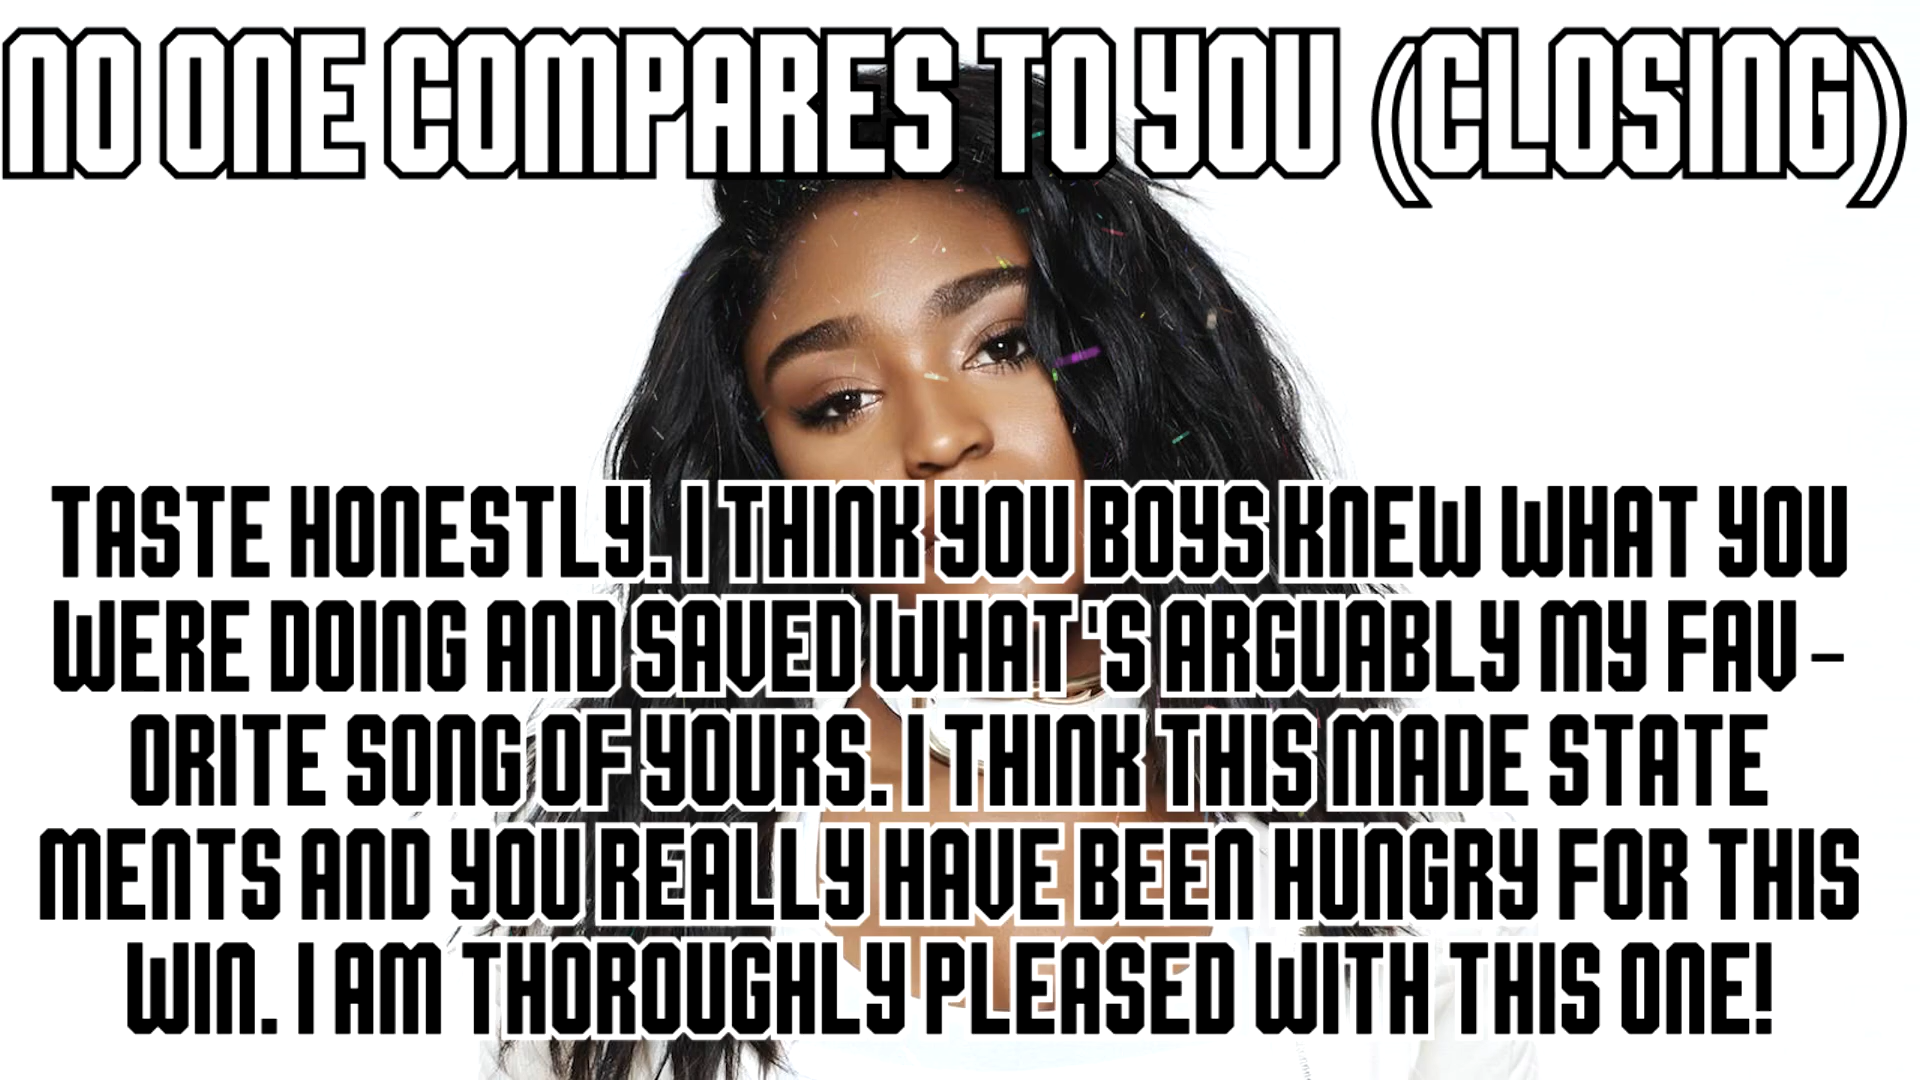 NO ONE COMPARES TO YOU (CLOSING)
TASTE HONESTLY. I THINK YOU BOYS KNEW WHAT YOU
WERE DOING AND SAVED WHAT'S ARGUABLY MY FAV-
ORITE SONG OF YOURS. I THINK THIS MADE STATE
MENTS AND YOU REALLY HAVE BEEN HUNGRY FOR THIS
WIN. I AM THOROUGHLY PLEASED WITH THIS ONE!